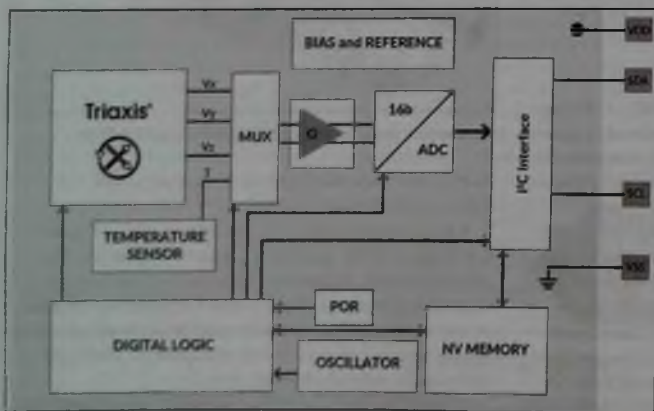 BIAS and REFERENCE
VDD
SDA
Triaxis®
Vx
Vy
Vz
T
MUX
G
16b
ADC
I²C Interface
SCL
TEMPERATURE
SENSOR
VSS
POR
DIGITAL LOGIC
OSCILLATOR
NV MEMORY